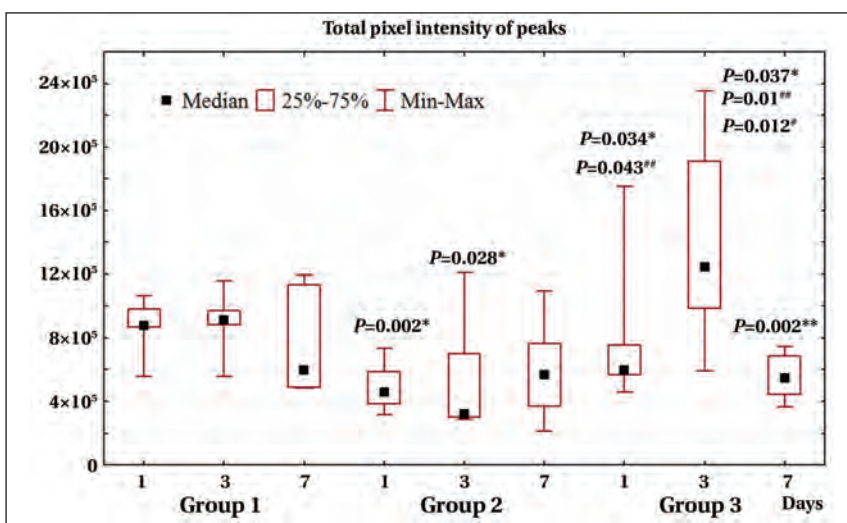 Total pixel intensity of peaks
24×10⁵
20×10⁵
16×10⁵
12×10⁵
8×10⁵
4×10⁵
0
Median 25%-75% Min-Max
P=0.002*
P=0.028*
P=0.034*
P=0.043##
P=0.037*
P=0.01##
P=0.012#
P=0.002**
1 3 7 1 3 7 1 3 7
Group 1 Group 2 Group 3 Days